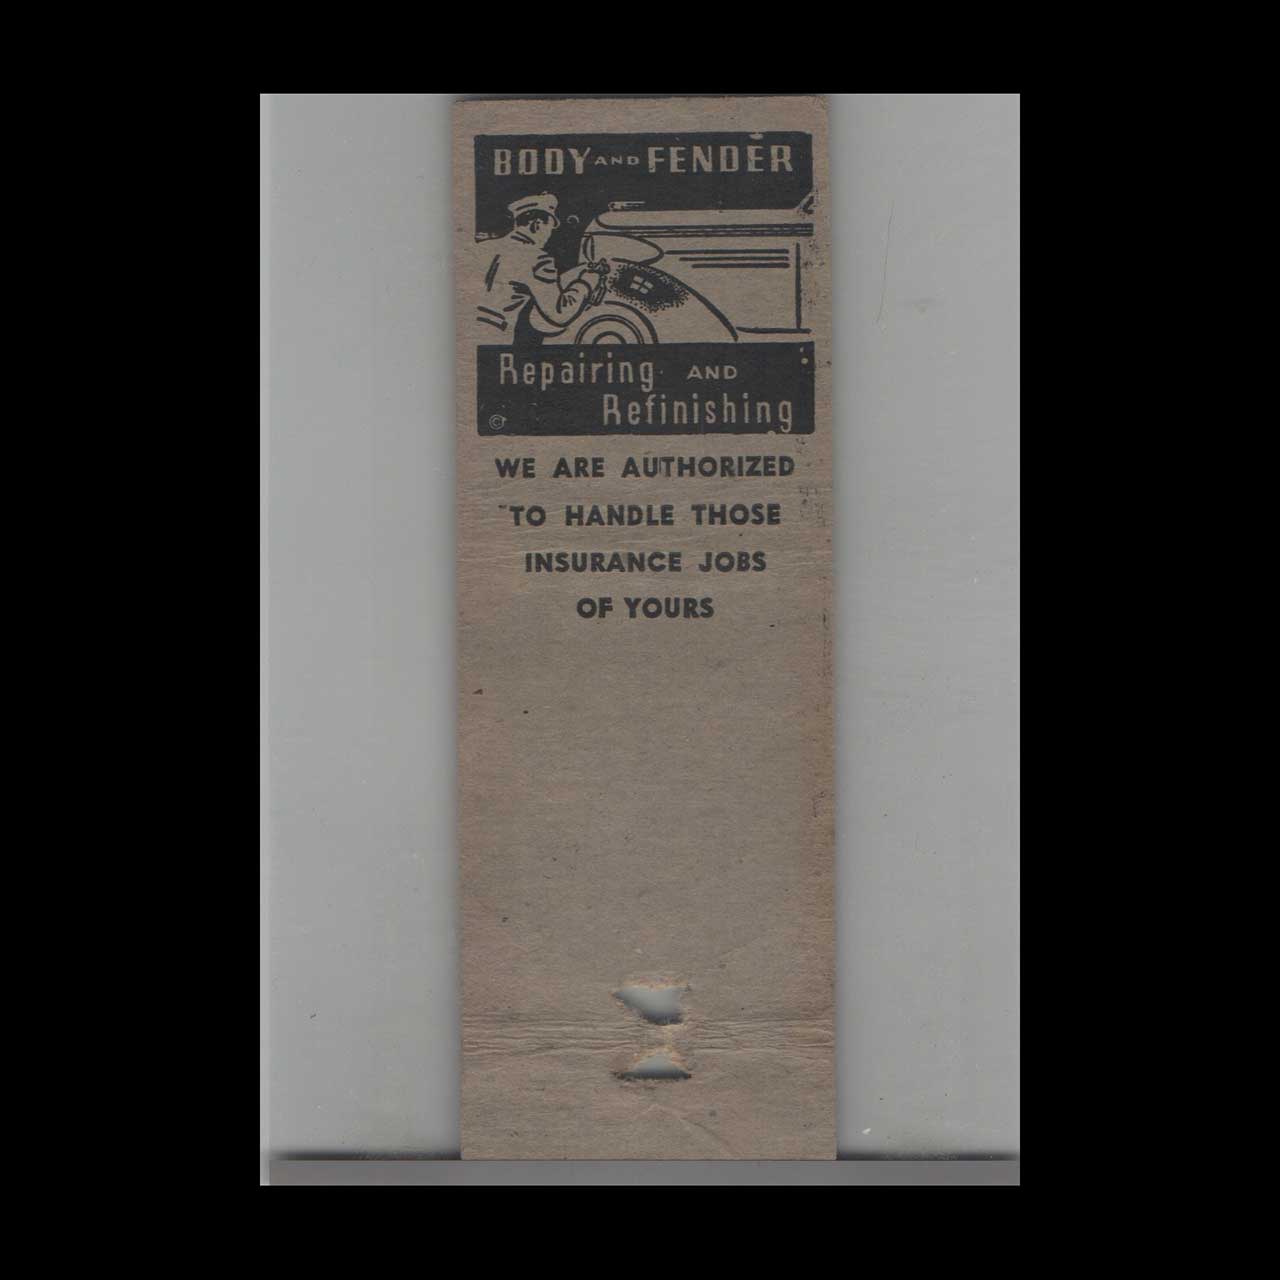 BODY AND FENDER
Repairing AND
Refinishing
©
WE ARE AUTHORIZED
TO HANDLE THOSE
INSURANCE JOBS
OF YOURS